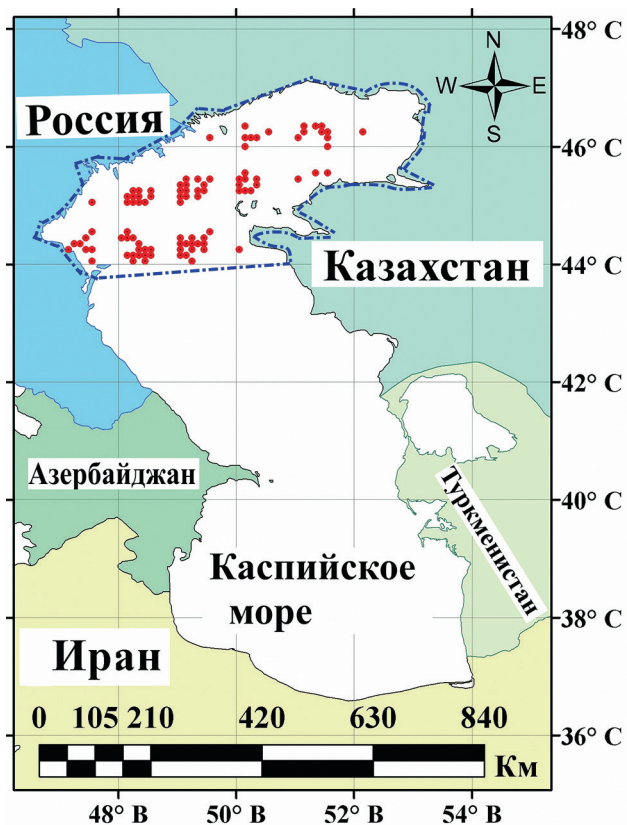 48° С
N
W E
S
Россия
46° С
Казахстан
44° С
42° С
Азербайджан
Туркменистан
40° С
Каспийское
море
38° С
Иран
0 105 210 420 630 840
Км
36° С
48° В 50° В 52° В 54° В